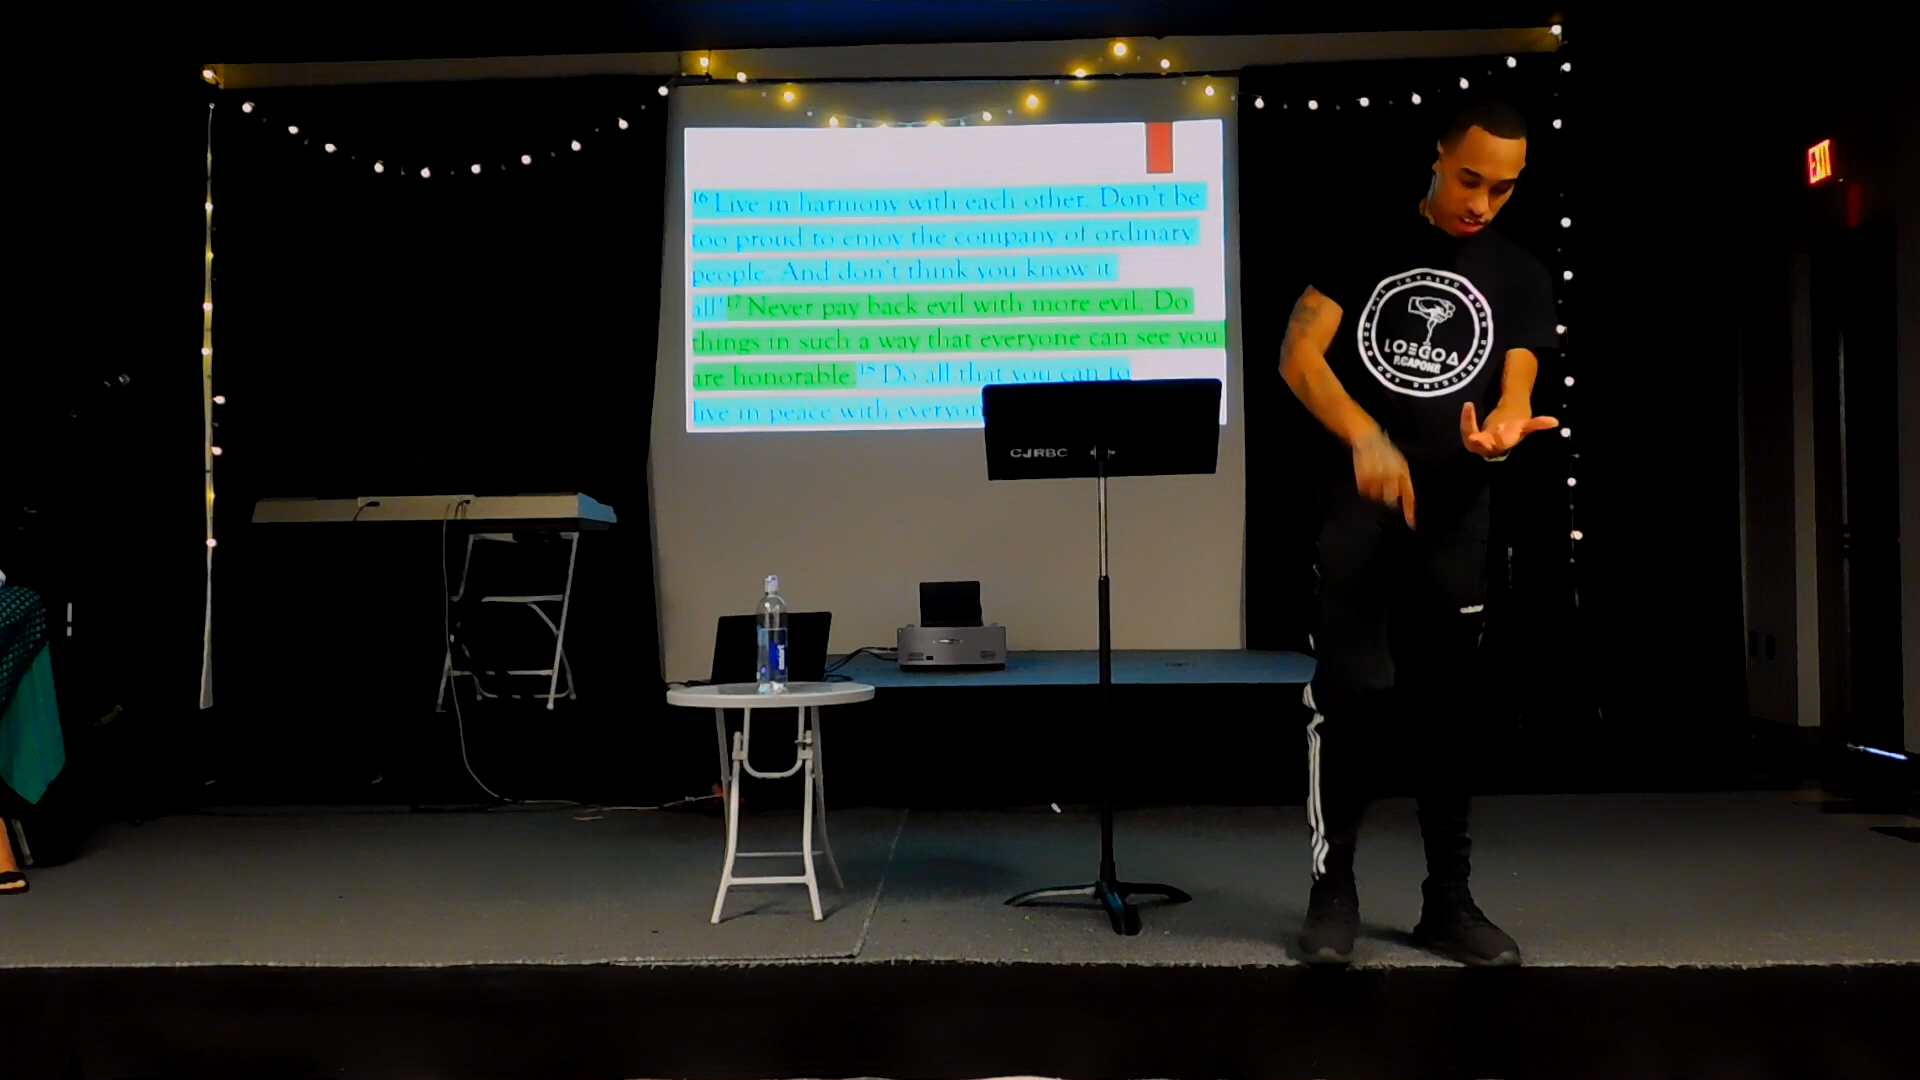 16 Live in harmony with each other. Don't be
too proud to enjoy the company of ordinary
people. And don't think you know it
all!17 Never pay back evil with more evil. Do
things in such a way that everyone can see you
are honorable. 18 Do all that you can to
live in peace with everyon
CJRBC
LOEGOA
P.CAPONE
EXIT